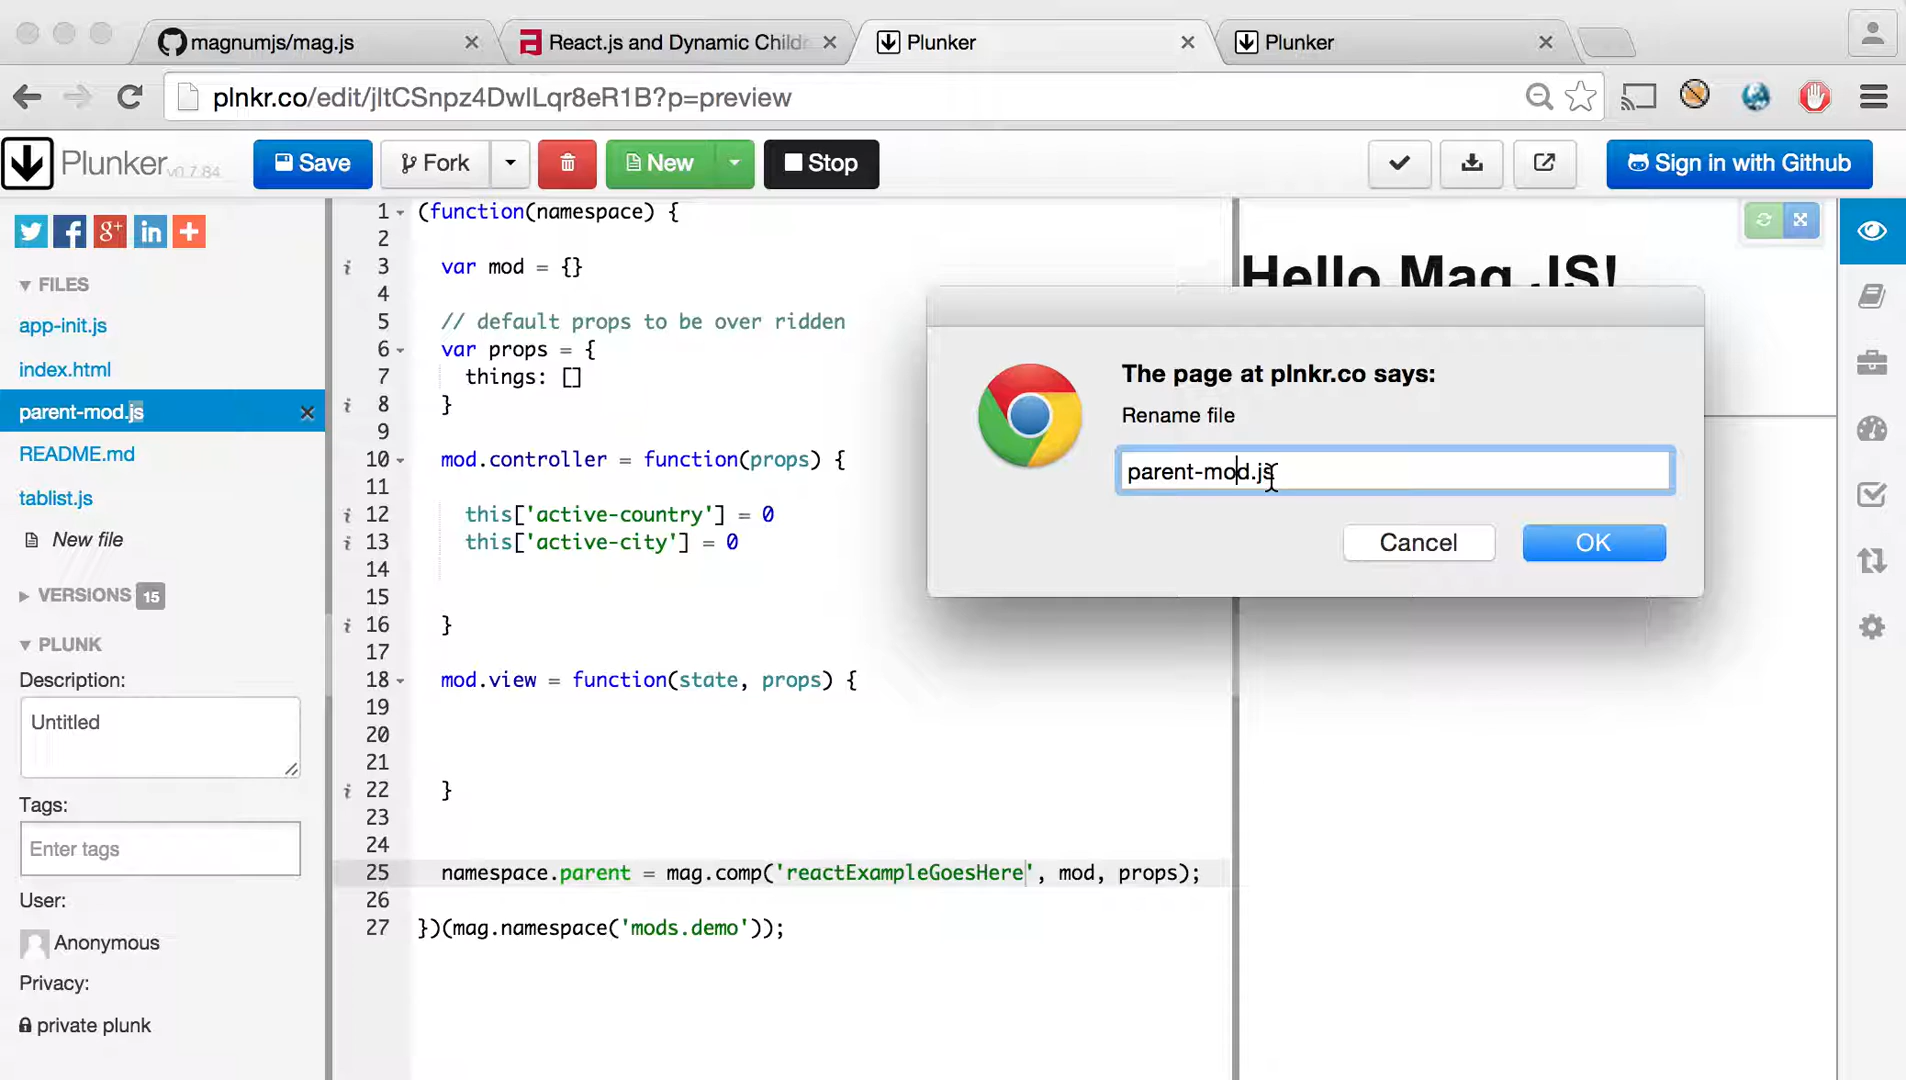 magnumjs/mag.js
React.js and Dynamic Childr
Plunker
Plunker
plnkr.co/edit/jltCSnpz4DwlLqr8eR1B?p=preview
Plunker v0.7.84
Save
Fork
New
Stop
Sign in with Github
FILES
app-init.js
index.html
parent-mod.js
README.md
tablist.js
New file
VERSIONS 15
PLUNK
Description:
Untitled
Tags:
Enter tags
User:
Anonymous
Privacy:
private plunk
1 (function(namespace) {
2
3 var mod = {}
4
5 // default props to be over ridden
6 var props = {
7 things: []
8 }
9
10 mod.controller = function(props) {
11
12 this['active-country'] = 0
13 this['active-city'] = 0
14
15
16 }
17
18 mod.view = function(state, props) {
19
20
21
22 }
23
24
25 namespace.parent = mag.comp('reactExampleGoesHere', mod, props);
26
27 })(mag.namespace('mods.demo'));
Hello Mag JS!
The page at plnkr.co says:
Rename file
parent-mod.js
Cancel
OK